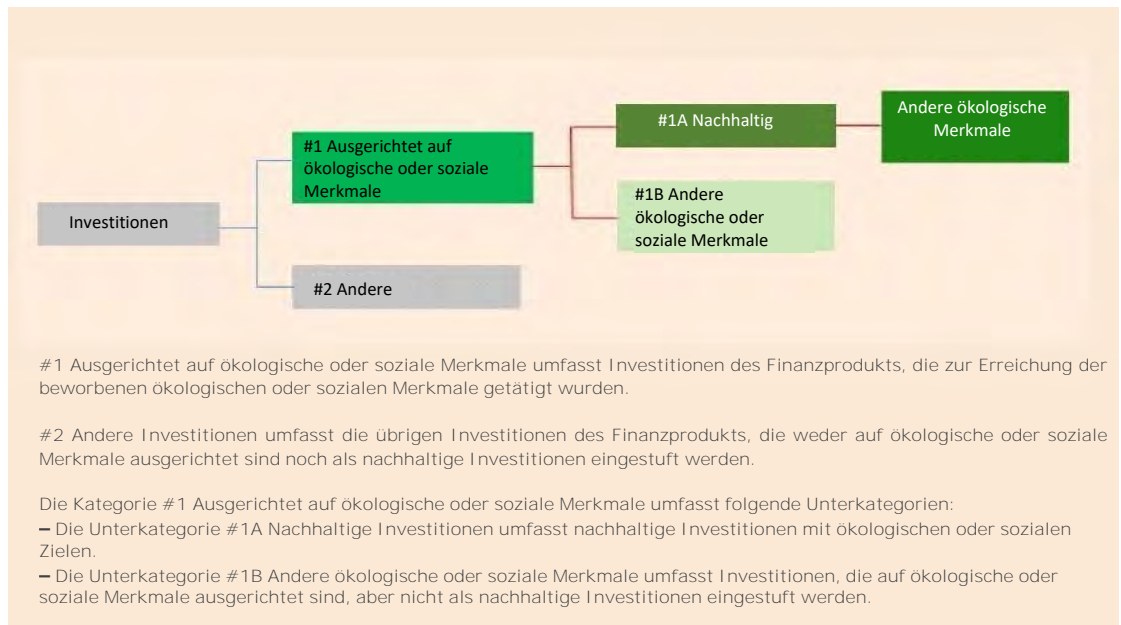 Andere ökologische
Merkmale
#1A Nachhaltig
#1 Ausgerichtet auf
ökologische oder soziale
Merkmale
#1B Andere
ökologische oder
soziale Merkmale
Investitionen
#2 Andere
#1 Ausgerichtet auf ökologische oder soziale Merkmale umfasst Investitionen des Finanzprodukts, die zur Erreichung der
beworbenen ökologischen oder sozialen Merkmale getätigt wurden.
#2 Andere Investitionen umfasst die übrigen Investitionen des Finanzprodukts, die weder auf ökologische oder soziale
Merkmale ausgerichtet sind noch als nachhaltige Investitionen eingestuft werden.
Die Kategorie #1 Ausgerichtet auf ökologische oder soziale Merkmale umfasst folgende Unterkategorien:
– Die Unterkategorie #1A Nachhaltige Investitionen umfasst nachhaltige Investitionen mit ökologischen oder sozialen
Zielen.
– Die Unterkategorie #1B Andere ökologische oder soziale Merkmale umfasst Investitionen, die auf ökologische oder
soziale Merkmale ausgerichtet sind, aber nicht als nachhaltige Investitionen eingestuft werden.